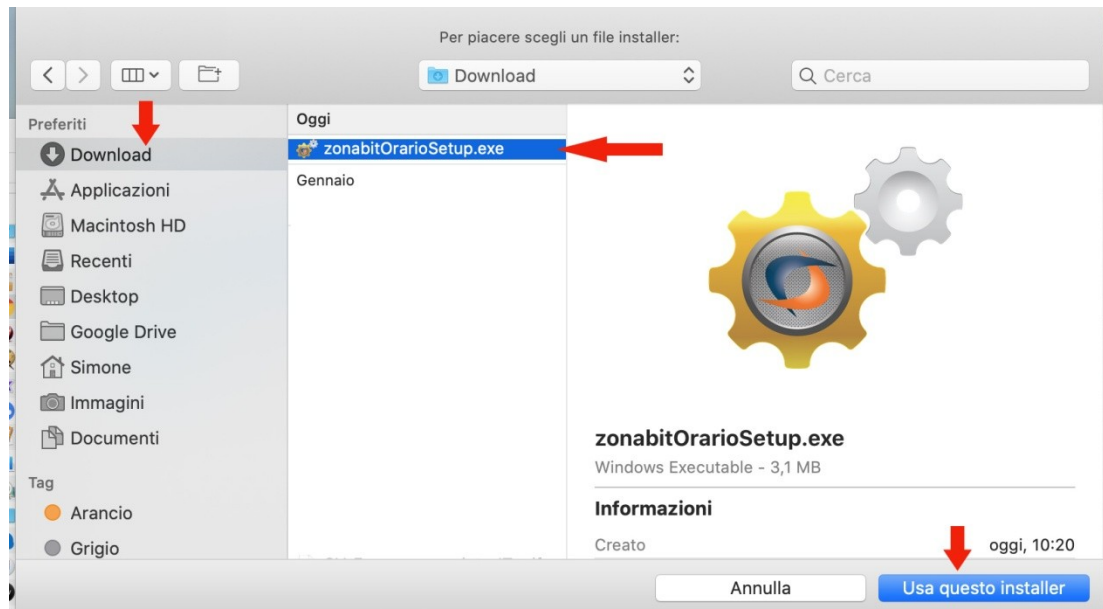 Per piacere scegli un file installer:
Download
Cerca
Preferiti
Download
Applicazioni
Macintosh HD
Recenti
Desktop
Google Drive
Simone
Immagini
Documenti
Tag
Arancio
Grigio
Oggi
zonabitOrarioSetup.exe
Gennaio
zonabitOrarioSetup.exe
Windows Executable - 3,1 MB
Informazioni
Creato oggi, 10:20
Annulla
Usa questo installer